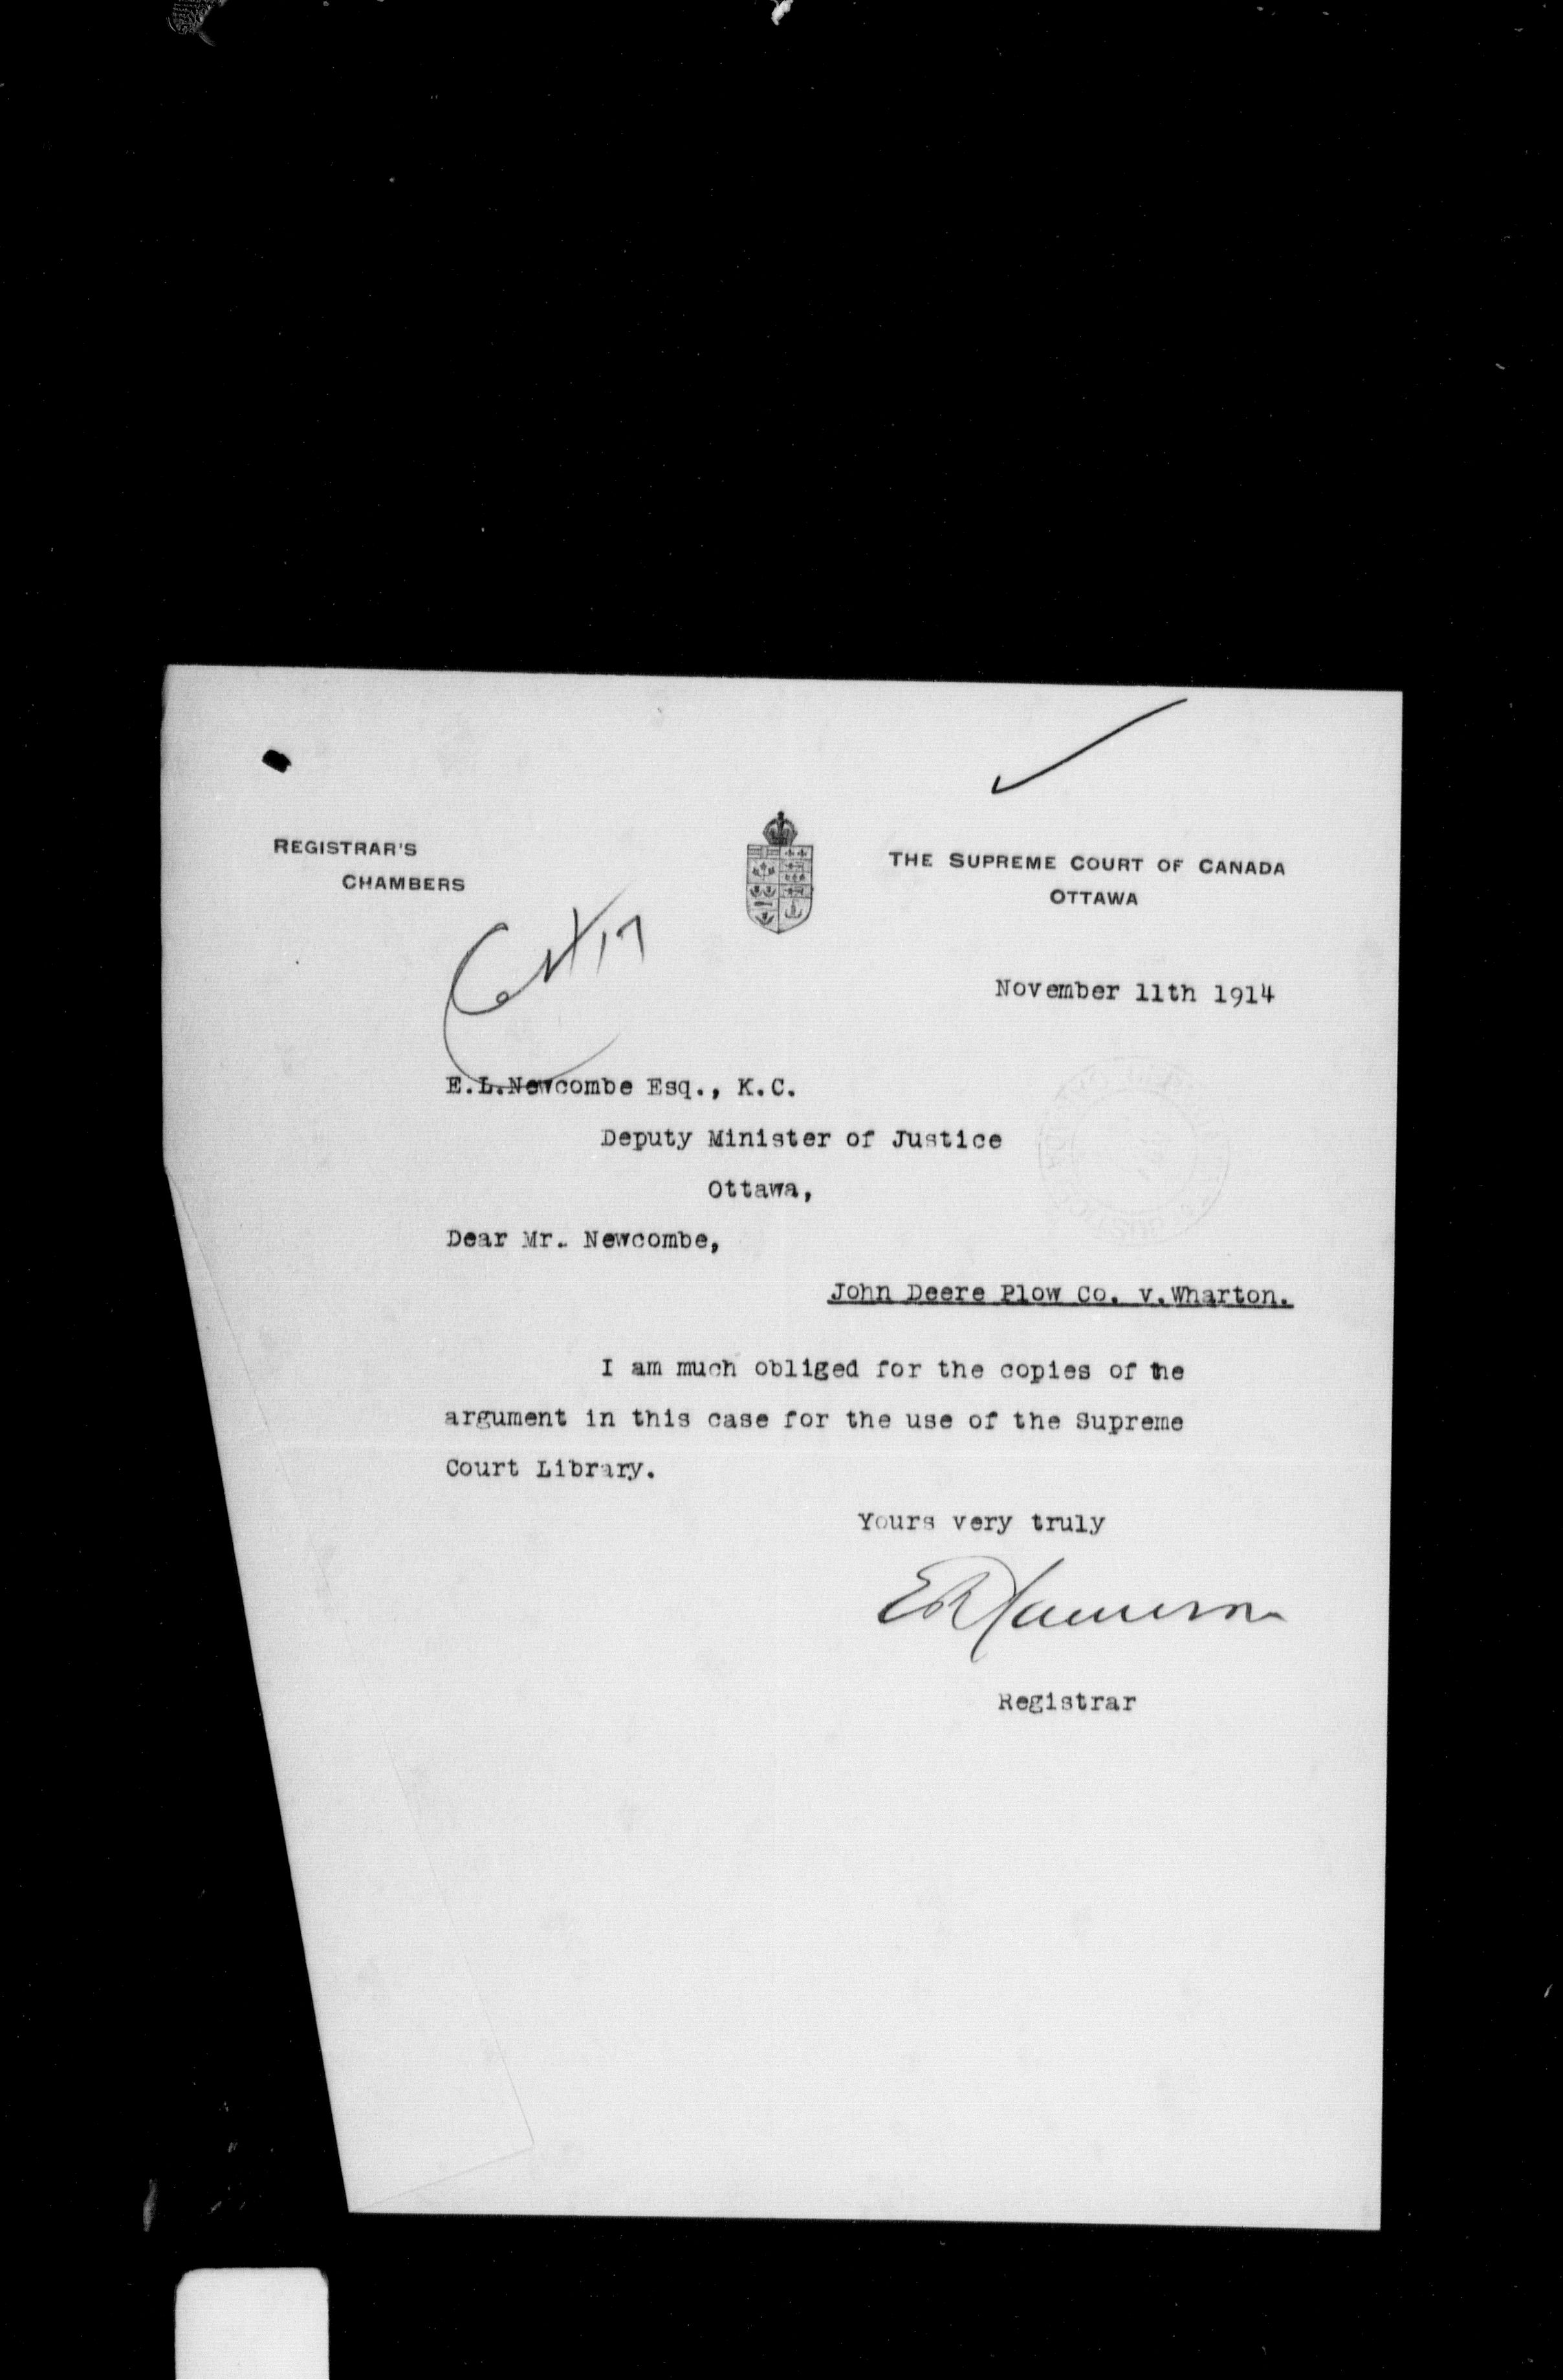 REGISTRAR'S
CHAMBERS
THE SUPREME COURT OF CANADA
OTTAWA
November 11th 1914
E.L.Newcombe Esq., K.C.
Deputy Minister of Justice
Ottawa,
Dear Mr. Newcombe,
John Deere Plow Co. v.Wharton.
I am much obliged for the copies of the
argument in this case for the use of the Supreme
Court Library.
Yours very truly
ERCameron
Registrar